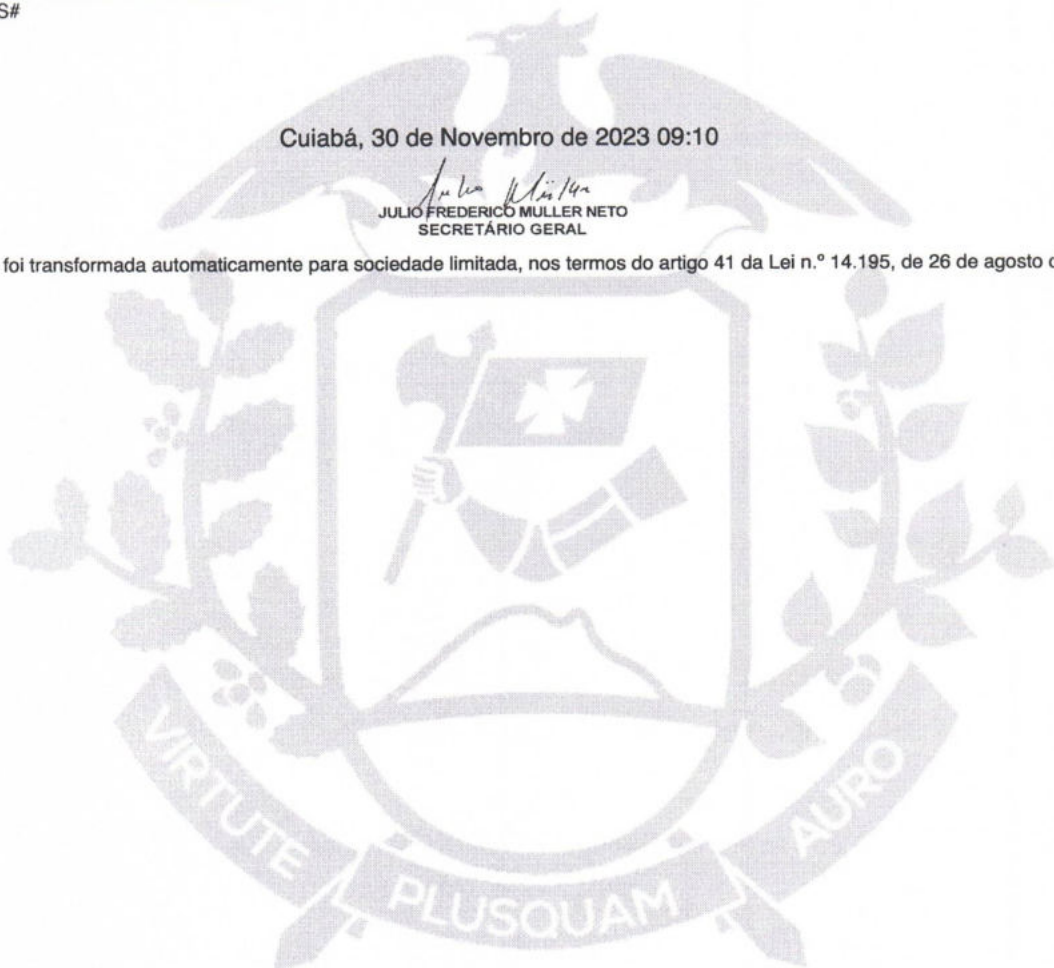 S#
Cuiabá, 30 de Novembro de 2023 09:10
JULIO FREDERICO MULLER NETO
SECRETÁRIO GERAL
foi transformada automaticamente para sociedade limitada, nos termos do artigo 41 da Lei n.º 14.195, de 26 de agosto
VIRTUTE PLUSQUAM AURO